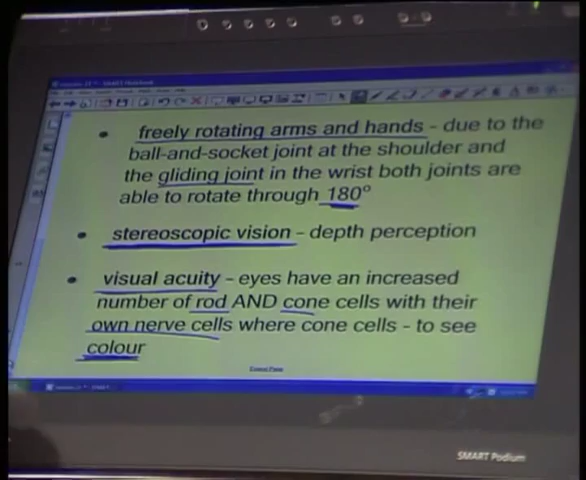 freely rotating arms and hands - due to the
ball-and-socket joint at the shoulder and
the gliding joint in the wrist both joints are
able to rotate through 180°
stereoscopic vision - depth perception
visual acuity - eyes have an increased
number of rod AND cone cells with their
own nerve cells where cone cells - to see
colour
SMART Podium